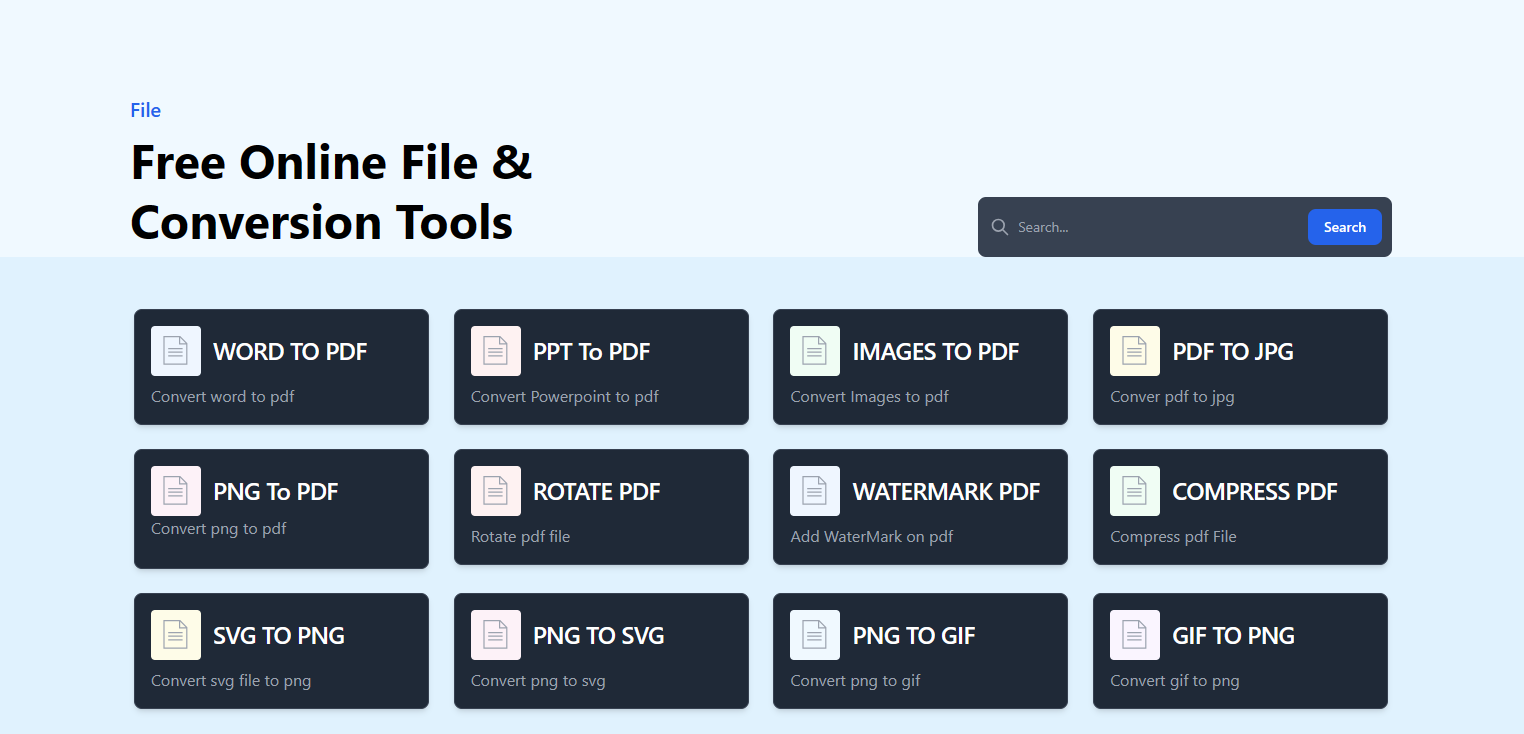 File
Free Online File &
Conversion Tools
Search...
Search
WORD TO PDF
Convert word to pdf
PPT To PDF
Convert Powerpoint to pdf
IMAGES TO PDF
Convert Images to pdf
PDF TO JPG
Conver pdf to jpg
PNG To PDF
Convert png to pdf
ROTATE PDF
Rotate pdf file
WATERMARK PDF
Add WaterMark on pdf
COMPRESS PDF
Compress pdf File
SVG TO PNG
Convert svg file to png
PNG TO SVG
Convert png to svg
PNG TO GIF
Convert png to gif
GIF TO PNG
Convert gif to png